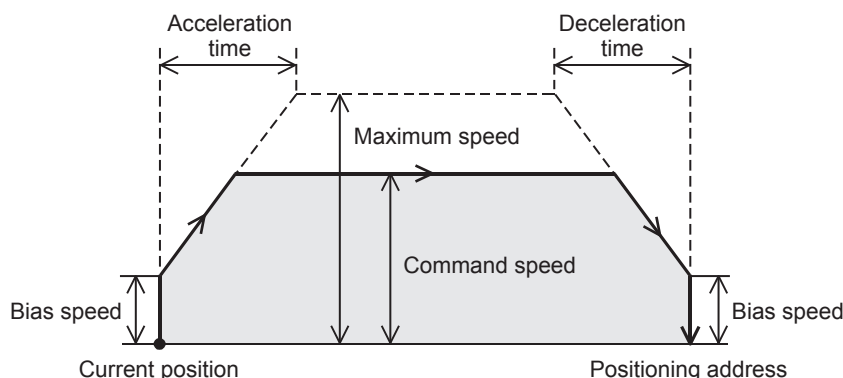 Acceleration
time
Deceleration
time
Maximum speed
Command speed
Bias speed
Bias speed
Current position
Positioning address